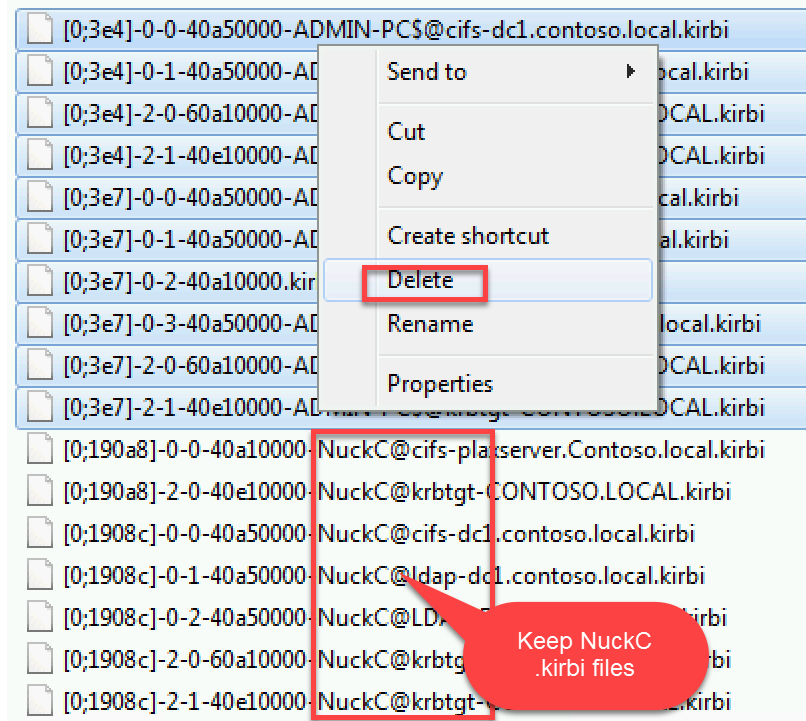 [0;3e4]-0-0-40a50000-ADMIN-PC$@cifs-dc1.contoso.local.kirbi
[0;3e4]-0-1-40a50000-AD ocal.kirbi
[0;3e4]-2-0-60a10000-AD OCAL.kirbi
[0;3e4]-2-1-40e10000-AD OCAL.kirbi
[0;3e7]-0-0-40a50000-AD cal.kirbi
[0;3e7]-0-1-40a50000-AD al.kirbi
[0;3e7]-0-2-40a10000.kir
[0;3e7]-0-3-40a50000-AD local.kirbi
[0;3e7]-2-0-60a10000-AD OCAL.kirbi
[0;3e7]-2-1-40e10000-ADMIN-PC$@krbtgt-CONTOSO.LOCAL.kirbi
Send to
Cut
Copy
Create shortcut
Delete
Rename
Properties
[0;190a8]-0-0-40a10000-NuckC@cifs-plaxserver.Contoso.local.kirbi
[0;190a8]-2-0-40e10000-NuckC@krbtgt-CONTOSO.LOCAL.kirbi
[0;1908c]-0-0-40a50000-NuckC@cifs-dc1.contoso.local.kirbi
[0;1908c]-0-1-40a50000-NuckC@ldap-dc1.contoso.local.kirbi
[0;1908c]-0-2-40a50000-NuckC@LDA irbi
[0;1908c]-2-0-60a10000-NuckC@krbtg rbi
[0;1908c]-2-1-40e10000-NuckC@krbtgt- .kirbi
Keep NuckC
.kirbi files